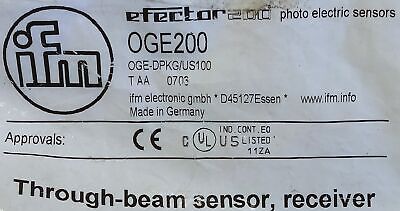 ifm
efector200 photo electric sensors
OGE200
OGE-DPKG/US100
T AA 0703
ifm electronic gmbh * D45127Essen * www.ifm.info
Made in Germany
Approvals: CE C UL US IND. CONT. EQ
LISTED
11ZA
Through-beam sensor, receiver